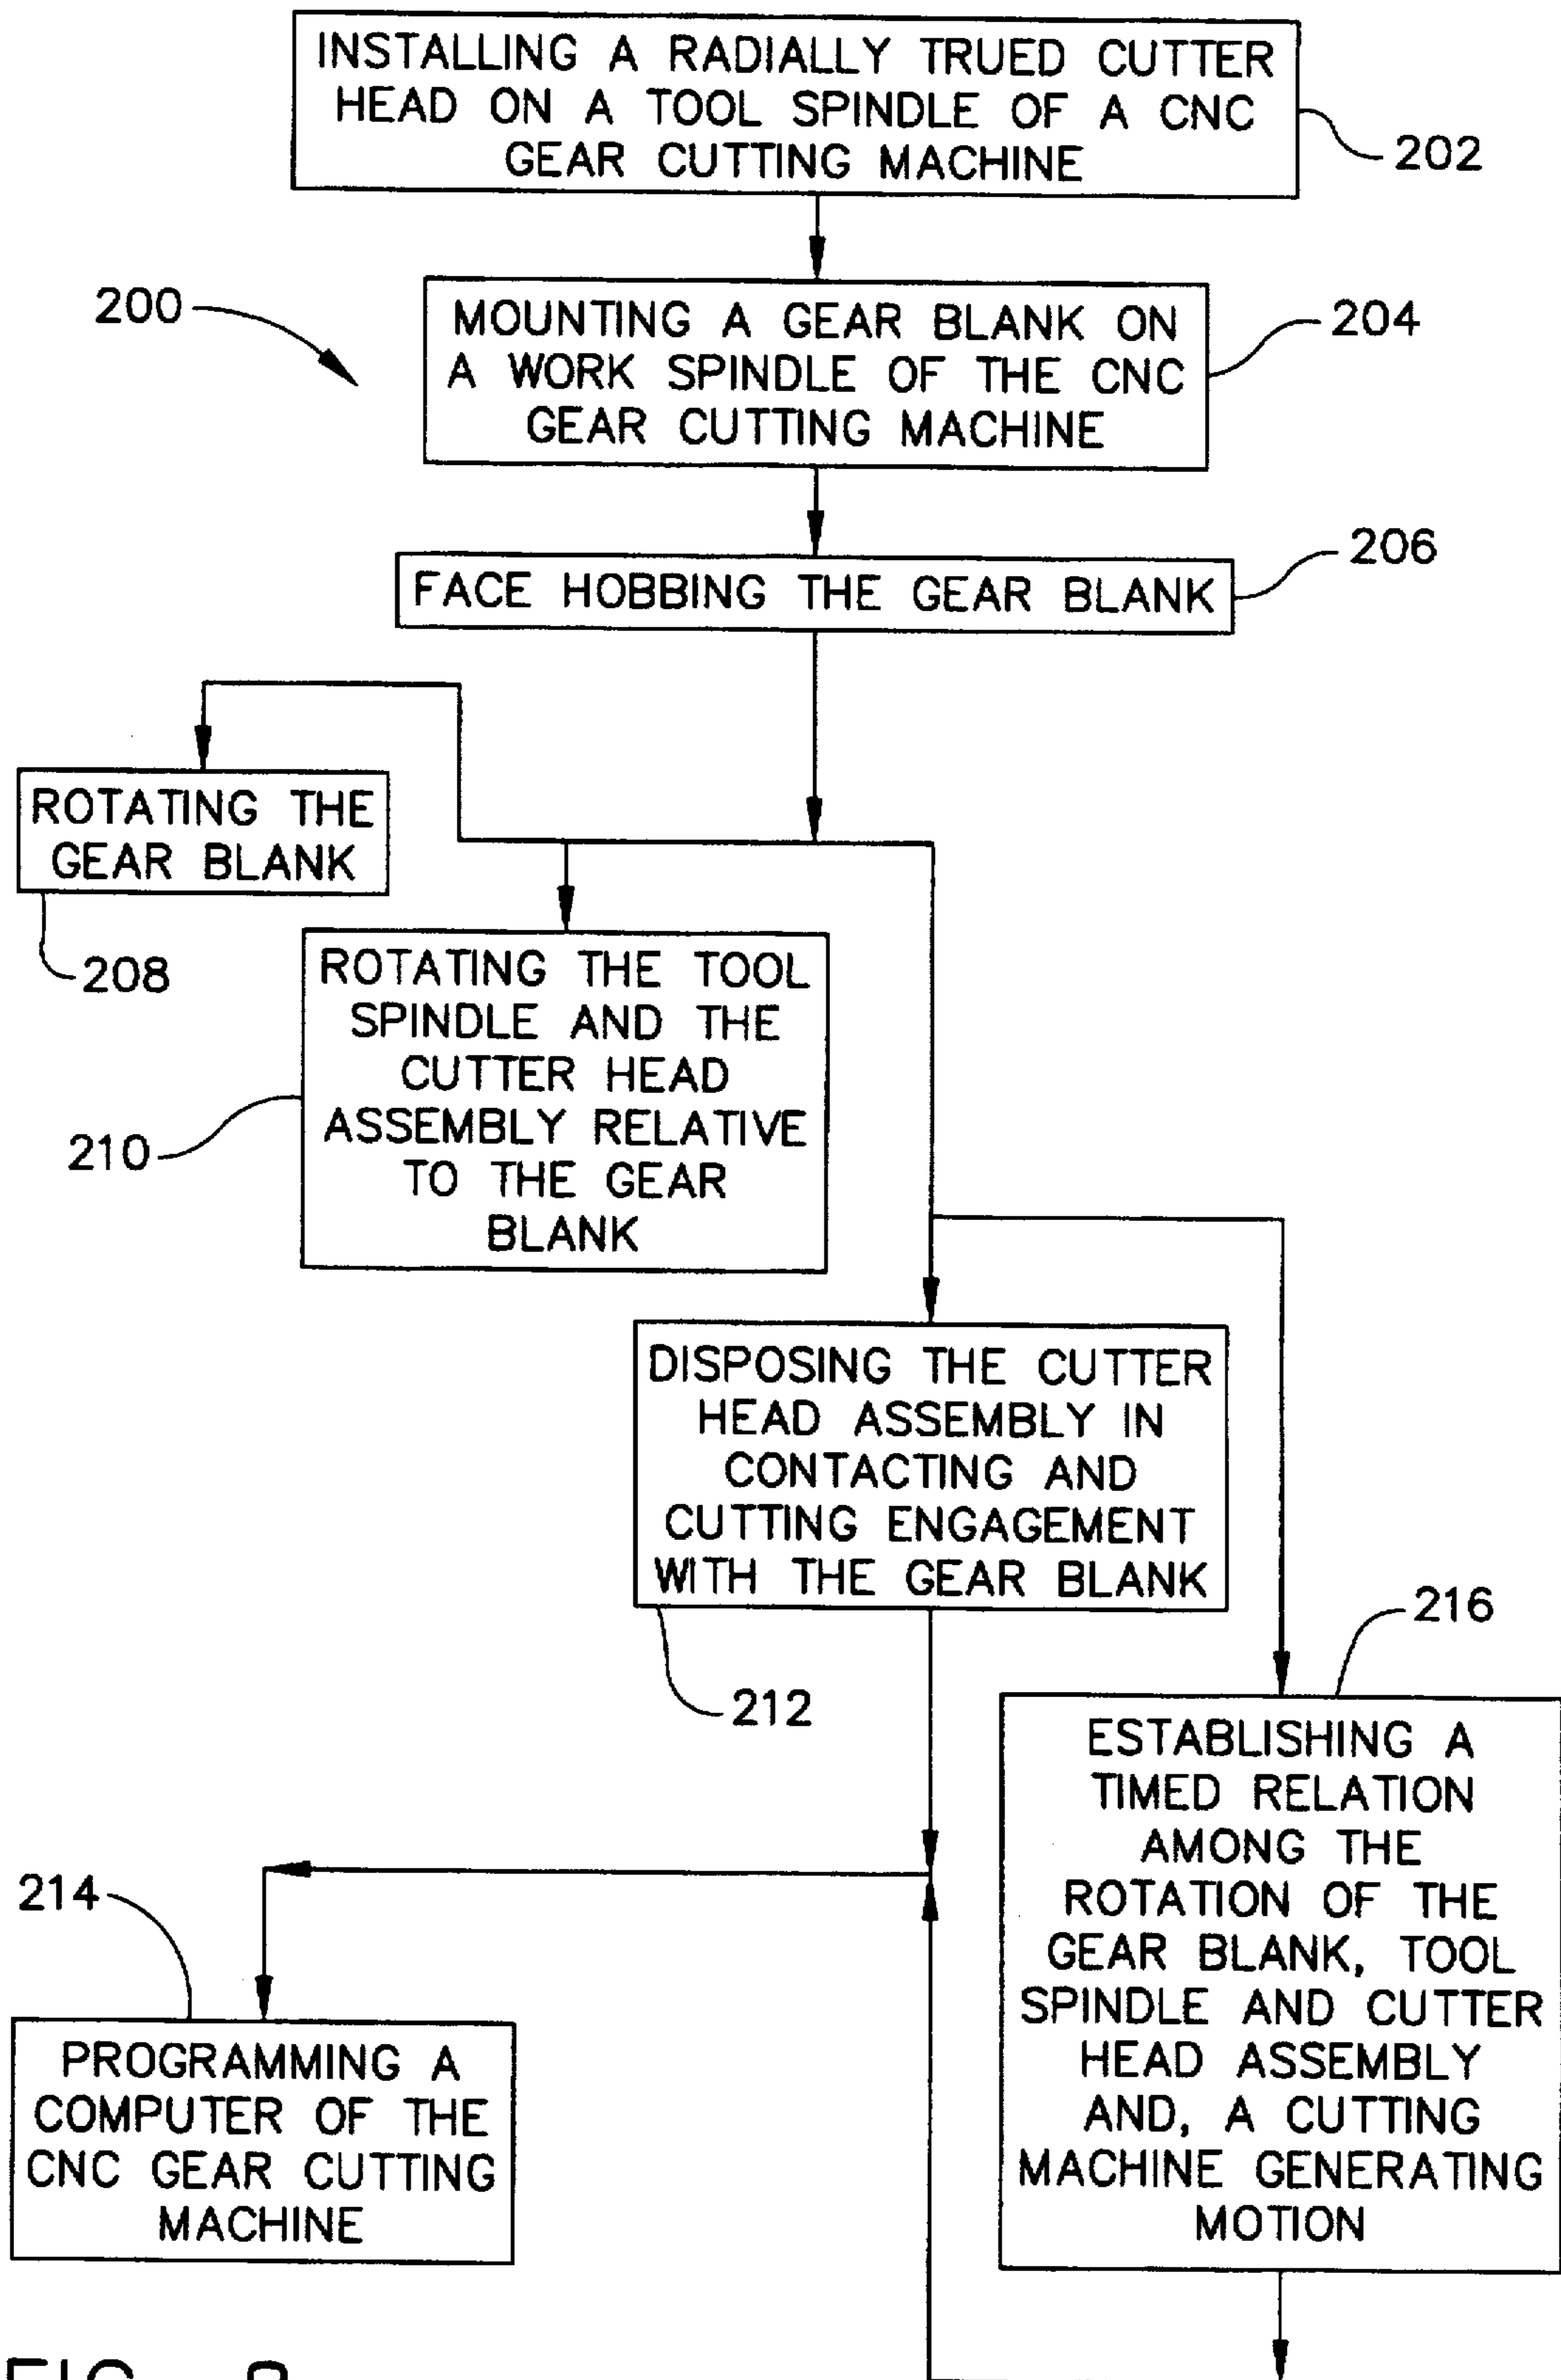 INSTALLING A RADIALLY TRUED CUTTER
HEAD ON A TOOL SPINDLE OF A CNC
GEAR CUTTING MACHINE
202
200
MOUNTING A GEAR BLANK ON
A WORK SPINDLE OF THE CNC
GEAR CUTTING MACHINE
204
206
FACE HOBBING THE GEAR BLANK
ROTATING THE
GEAR BLANK
208
ROTATING THE TOOL
SPINDLE AND THE
CUTTER HEAD
ASSEMBLY RELATIVE
TO THE GEAR
BLANK
210
DISPOSING THE CUTTER
HEAD ASSEMBLY IN
CONTACTING AND
CUTTING ENGAGEMENT
WITH THE GEAR BLANK
212
216
ESTABLISHING A
TIMED RELATION
AMONG THE
ROTATION OF THE
GEAR BLANK, TOOL
SPINDLE AND CUTTER
HEAD ASSEMBLY
AND, A CUTTING
MACHINE GENERATING
MOTION
214
PROGRAMMING A
COMPUTER OF THE
CNC GEAR CUTTING
MACHINE
FIG.